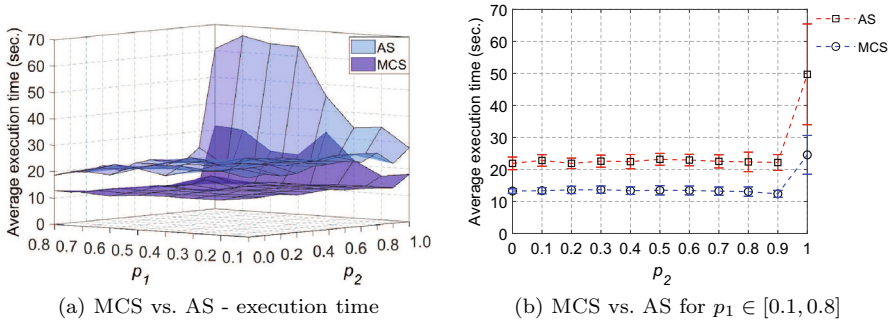 Average execution time (sec.)
70
60
50
40
30
20
10
0
AS
MCS
0.8 0.7 0.6 0.5 0.4 0.3 0.2 0.1 0.0 0.2 0.4 0.6 0.8 1.0
p1
p2
(a) MCS vs. AS - execution time
Average execution time (sec.)
70
60
50
40
30
20
10
0
0 0.1 0.2 0.3 0.4 0.5 0.6 0.7 0.8 0.9 1
p2
AS
MCS
(b) MCS vs. AS for p1 ∈ [0.1, 0.8]